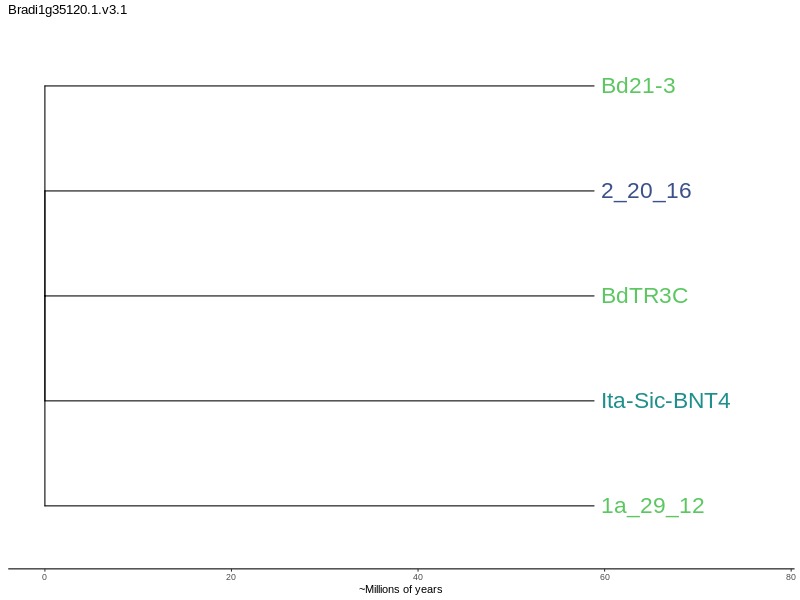 Bradi1g35120.1.v3.1
Bd21-3
2_20_16
BdTR3C
Ita-Sic-BNT4
1a_29_12
0 20 40 60 80
~Millions of years